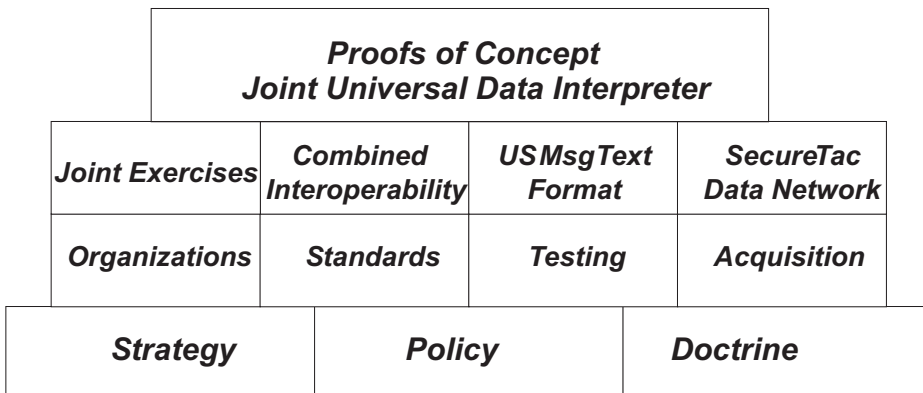 Proofs of Concept
Joint Universal Data Interpreter
Joint Exercises
Combined
Interoperability
USMsgText
Format
SecureTac
Data Network
Organizations
Standards
Testing
Acquisition
Strategy
Policy
Doctrine